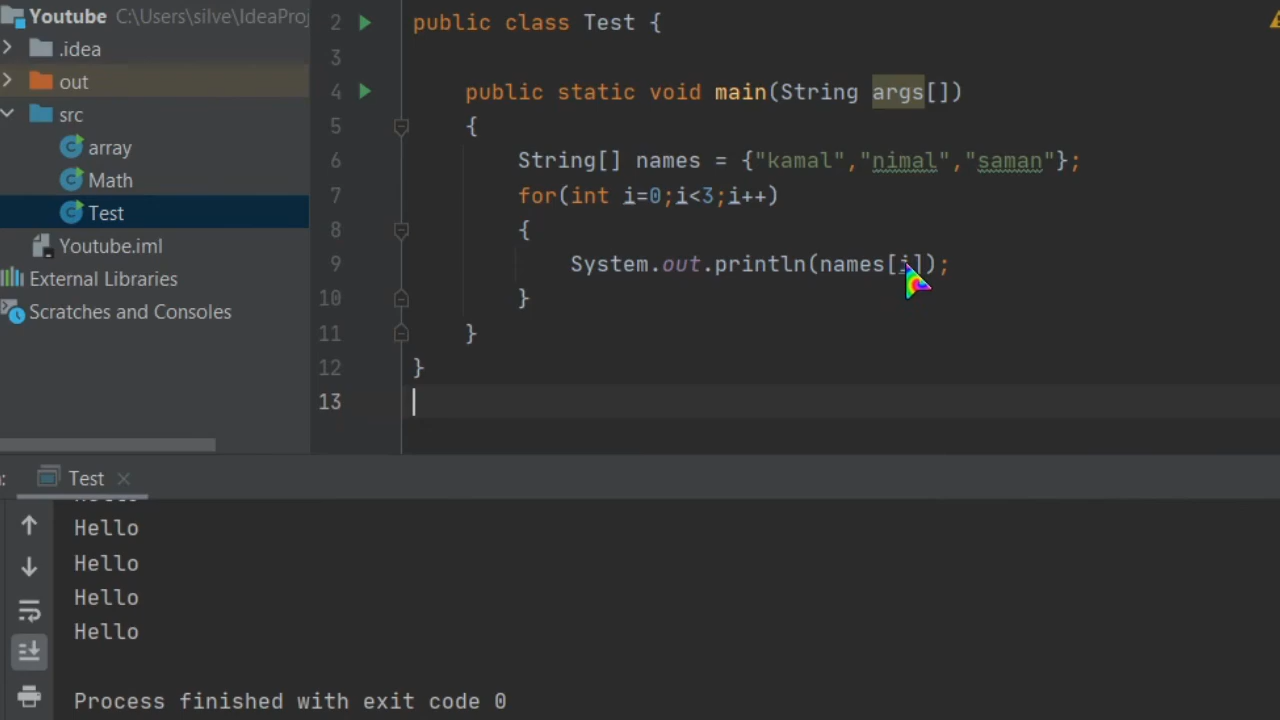 Youtube C:\Users\silve\IdeaProj
.idea
out
src
array
Math
Test
Youtube.iml
External Libraries
Scratches and Consoles
2 public class Test {
3
4 public static void main(String args[])
5 {
6 String[] names = {"kamal","nimal","saman"};
7 for(int i=0;i<3;i++)
8 {
9 System.out.println(names[i]);
10 }
11 }
12 }
13
: Test
Hello
Hello
Hello
Hello
Process finished with exit code 0